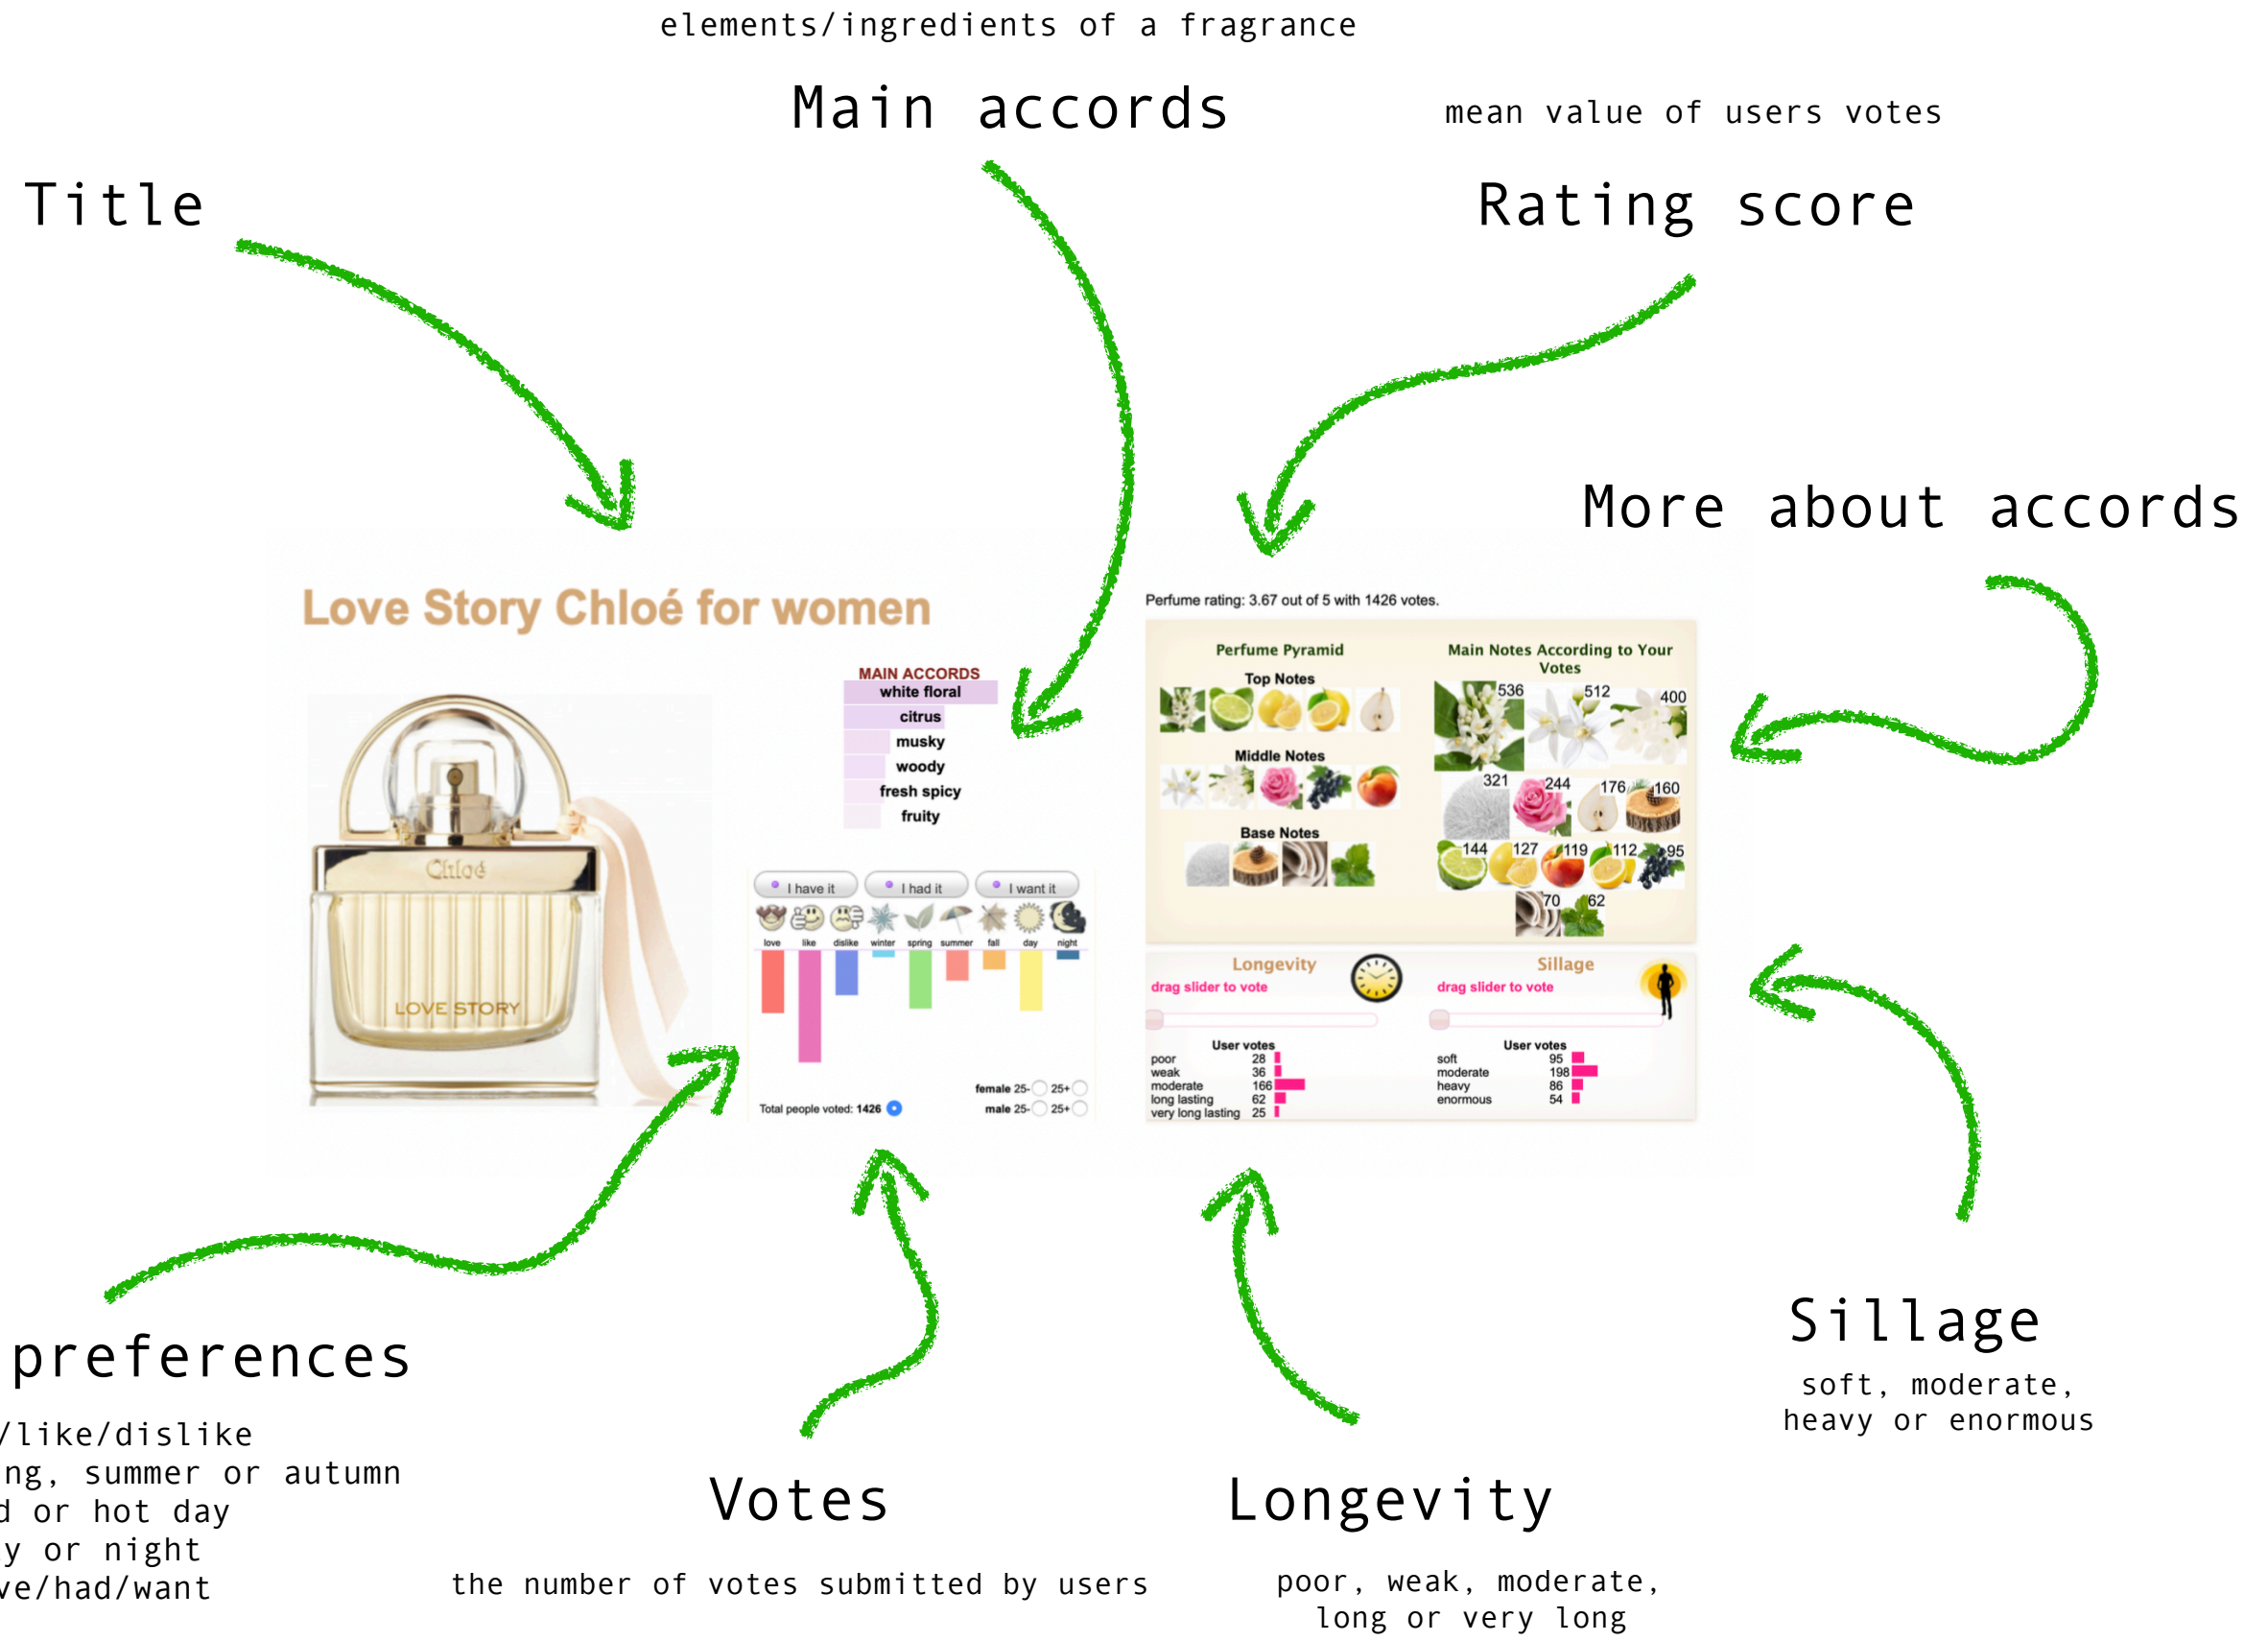 elements/ingredients of a fragrance
Main accords
mean value of users votes
Title
Rating score
More about accords
Love Story Chloé for women
Perfume rating: 3.67 out of 5 with 1426 votes.
MAIN ACCORDS
white floral
citrus
musky
woody
fresh spicy
fruity
Chloé
LOVE STORY
I have it I had it I want it
love like dislike winter spring summer fall day night
female 25- 25+
Total people voted: 1426 male 25- 25+
Perfume Pyramid
Top Notes
Middle Notes
Base Notes
Main Notes According to Your
Votes
536 512 400
321 244 176 160
144 127 119 112 95
70 62
Longevity
drag slider to vote
User votes
poor 28
weak 36
moderate 166
long lasting 62
very long lasting 25
Sillage
drag slider to vote
User votes
soft 95
moderate 198
heavy 86
enormous 54
preferences
/like/dislike
ng, summer or autumn
d or hot day
y or night
ve/had/want
Votes
the number of votes submitted by users
Longevity
poor, weak, moderate,
long or very long
Sillage
soft, moderate,
heavy or enormous